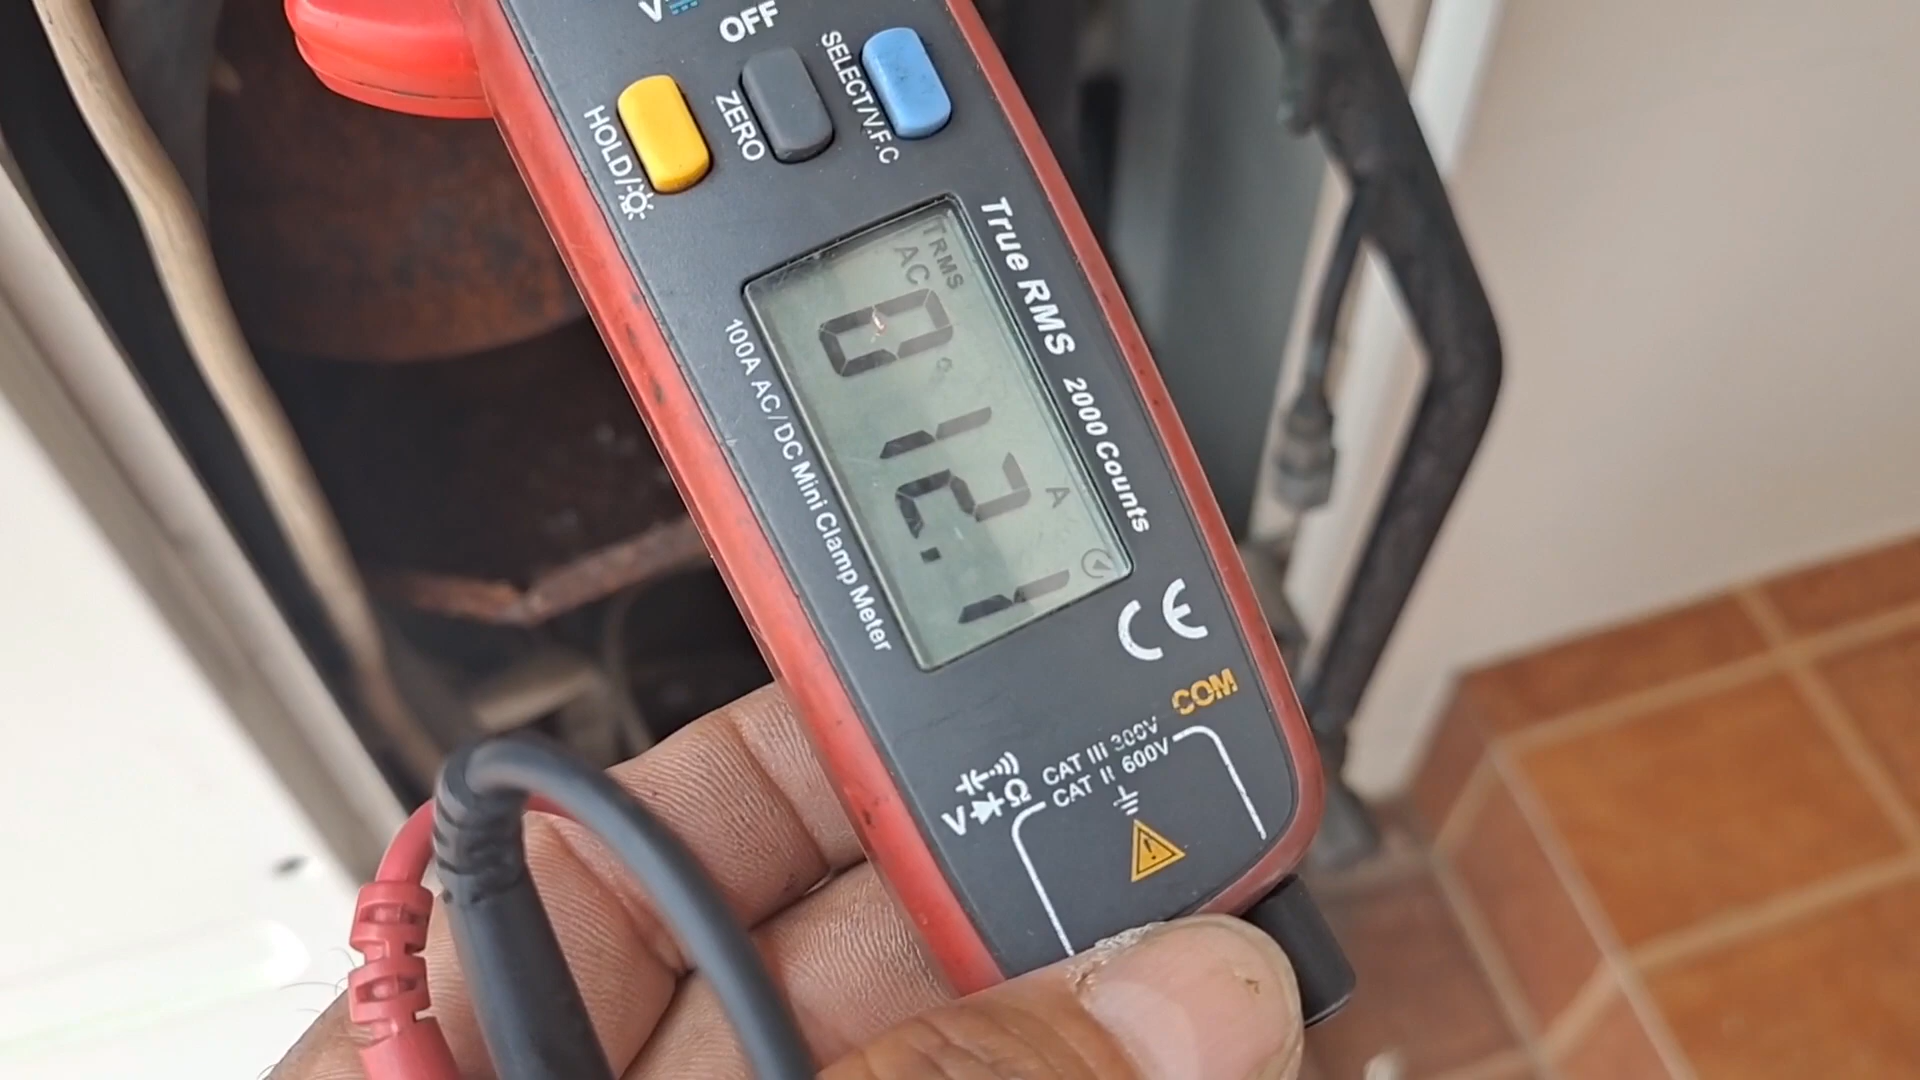 V
OFF
HOLD/
ZERO
SELECT/V.F.C
TRMS
AC
012.1
A
True RMS 2000 Counts
100A AC/DC Mini Clamp Meter
CE
COM
CAT III 300V
CAT II 600V
V Ω